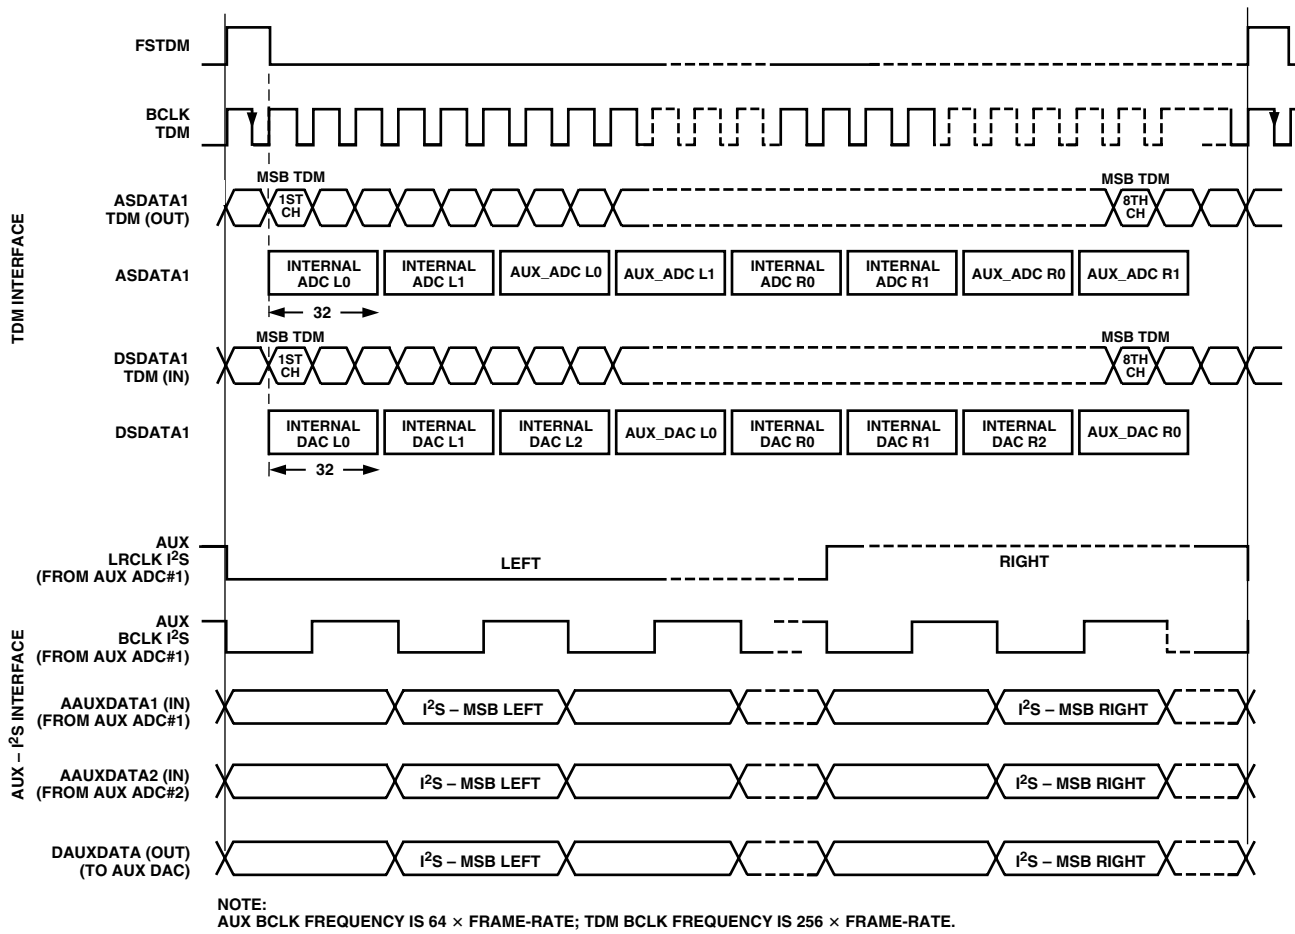 FSTDM
BCLK
TDM
TDM INTERFACE
MSB TDM
MSB TDM
ASDATA1
TDM (OUT)
1ST
CH
8TH
CH
ASDATA1
INTERNAL
ADC L0
INTERNAL
ADC L1
AUX_ADC L0
AUX_ADC L1
INTERNAL
ADC R0
INTERNAL
ADC R1
AUX_ADC R0
AUX_ADC R1
32
MSB TDM
MSB TDM
DSDATA1
TDM (IN)
1ST
CH
8TH
CH
DSDATA1
INTERNAL
DAC L0
INTERNAL
DAC L1
INTERNAL
DAC L2
AUX_DAC L0
INTERNAL
DAC R0
INTERNAL
DAC R1
INTERNAL
DAC R2
AUX_DAC R0
32
AUX – I²S INTERFACE
AUX
LRCLK I²S
(FROM AUX ADC#1)
LEFT
RIGHT
AUX
BCLK I²S
(FROM AUX ADC#1)
AAUXDATA1 (IN)
(FROM AUX ADC#1)
I²S – MSB LEFT
I²S – MSB RIGHT
AAUXDATA2 (IN)
(FROM AUX ADC#2)
I²S – MSB LEFT
I²S – MSB RIGHT
DAUXDATA (OUT)
(TO AUX DAC)
I²S – MSB LEFT
I²S – MSB RIGHT
NOTE:
AUX BCLK FREQUENCY IS 64 × FRAME-RATE; TDM BCLK FREQUENCY IS 256 × FRAME-RATE.